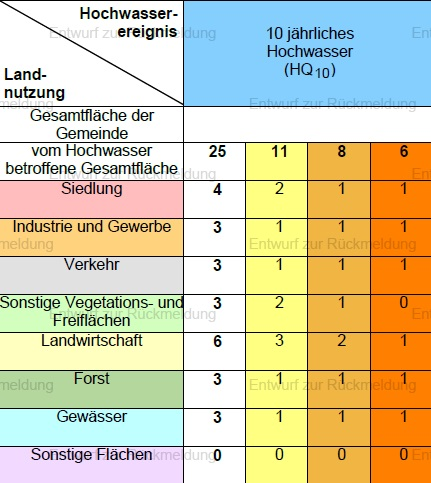 Hochwasser-
ereignis
Land-
nutzung
10 jährliches
Hochwasser
(HQ10)
Gesamtfläche der
Gemeinde
vom Hochwasser
betroffene Gesamtfläche
25 11 8 6
Siedlung
4 2 1 1
Industrie und Gewerbe
3 1 1 1
Verkehr
3 1 1 1
Sonstige Vegetations- und
Freiflächen
3 2 1 0
Landwirtschaft
6 3 2 1
Forst
3 1 1 1
Gewässer
3 1 1 1
Sonstige Flächen
0 0 0 0
Entwurf zur Rückmeldung